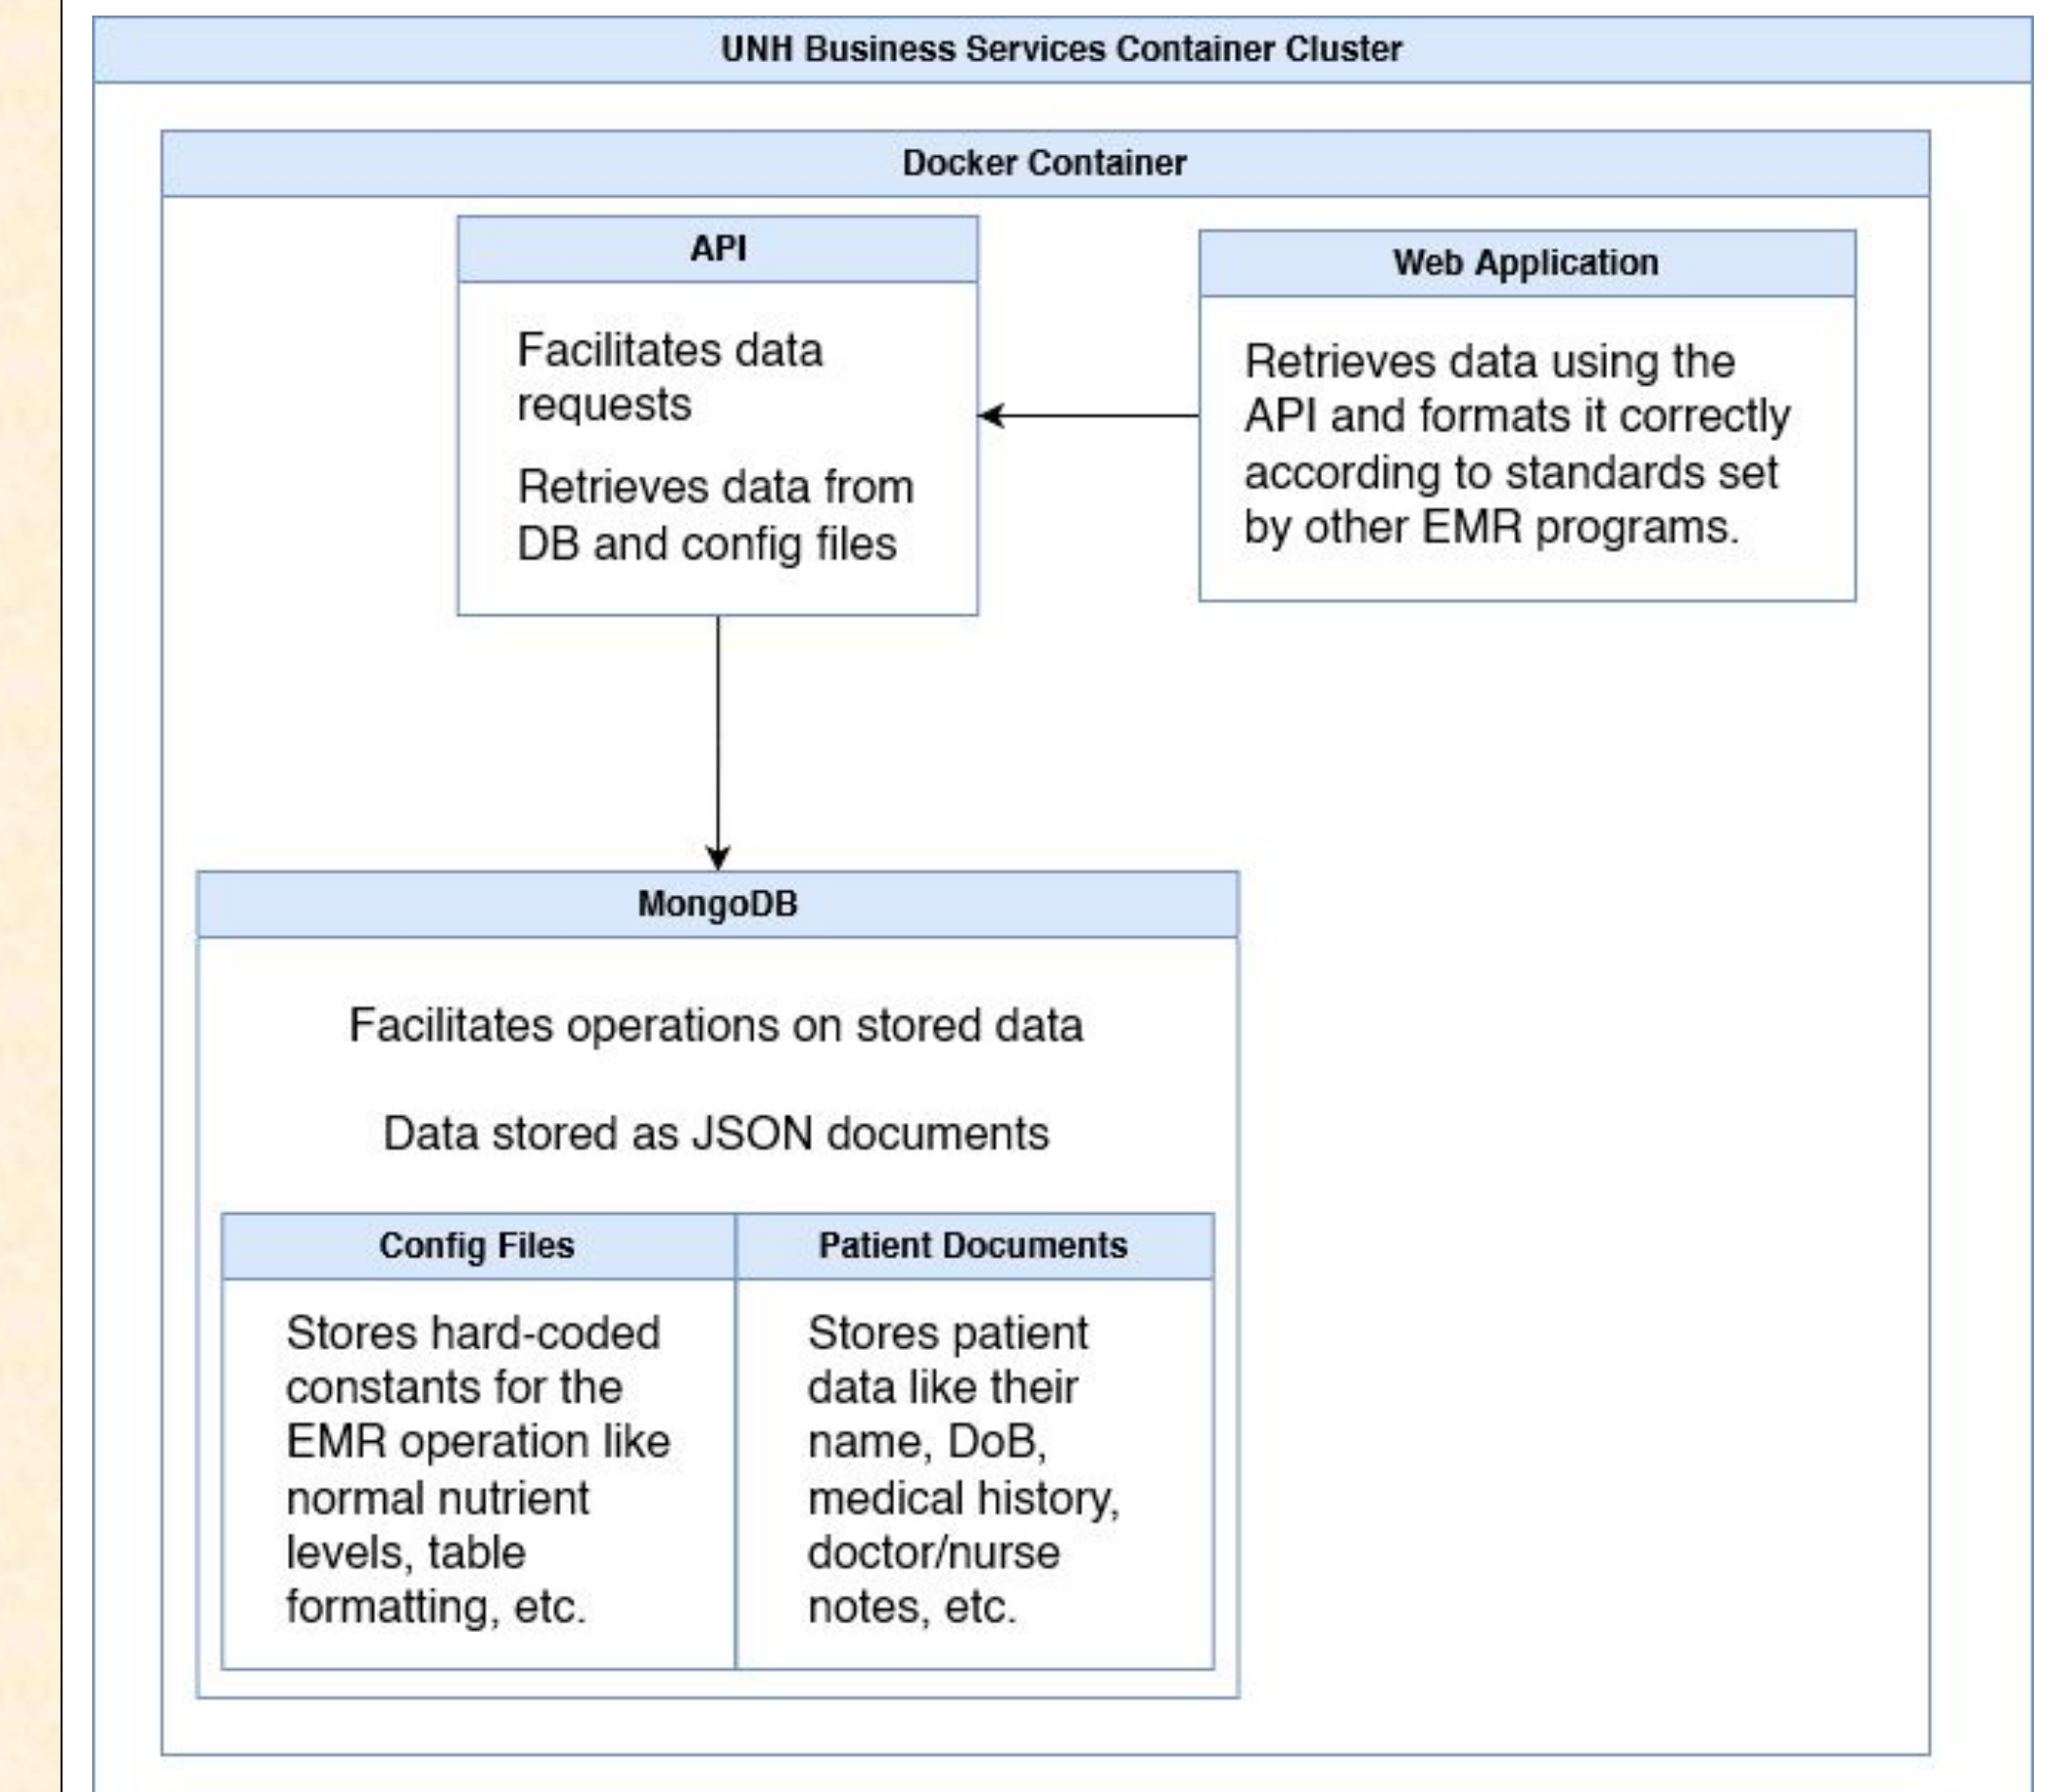 UNH Business Services Container Cluster
Docker Container
API
Facilitates data
requests
Retrieves data from
DB and config files
Web Application
Retrieves data using the
API and formats it correctly
according to standards set
by other EMR programs.
MongoDB
Facilitates operations on stored data
Data stored as JSON documents
Config Files
Stores hard-coded
constants for the
EMR operation like
normal nutrient
levels, table
formatting, etc.
Patient Documents
Stores patient
data like their
name, DoB,
medical history,
doctor/nurse
notes, etc.